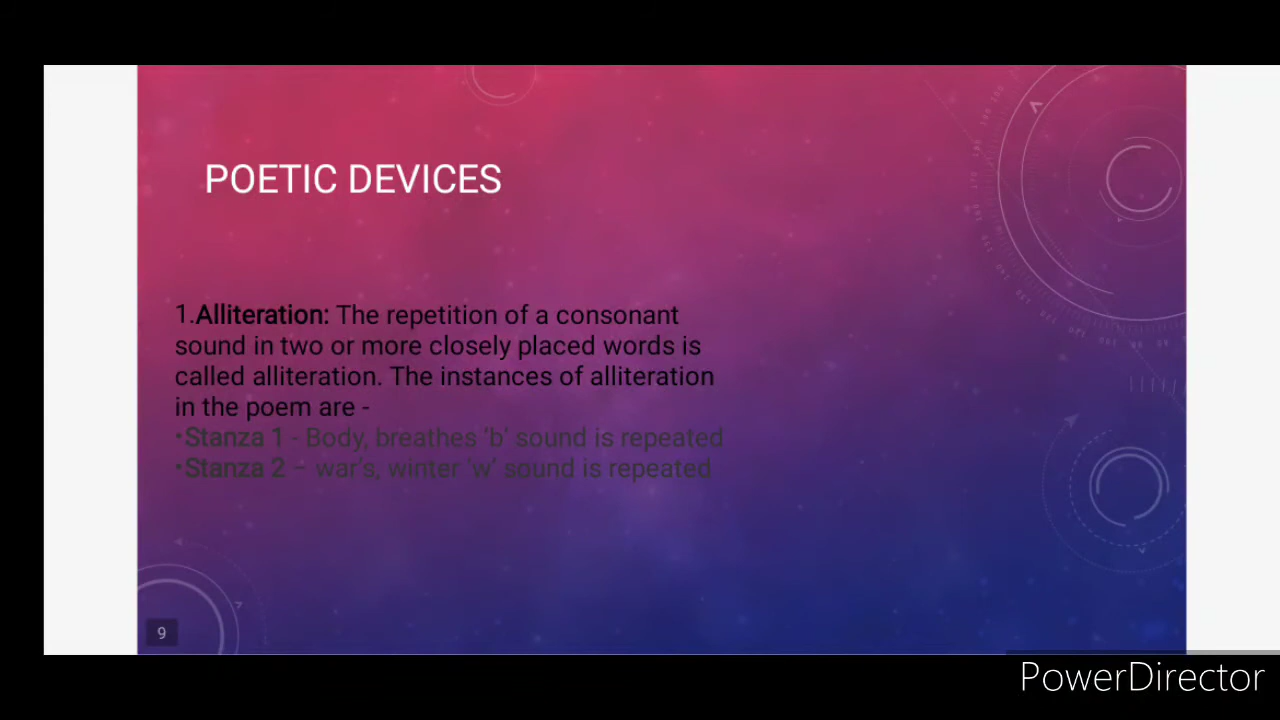 POETIC DEVICES
1.Alliteration: The repetition of a consonant
sound in two or more closely placed words is
called alliteration. The instances of alliteration
in the poem are -
•Stanza 1 - Body, breathes ‘b’ sound is repeated
•Stanza 2 – war’s, winter ‘w’ sound is repeated
9
PowerDirector